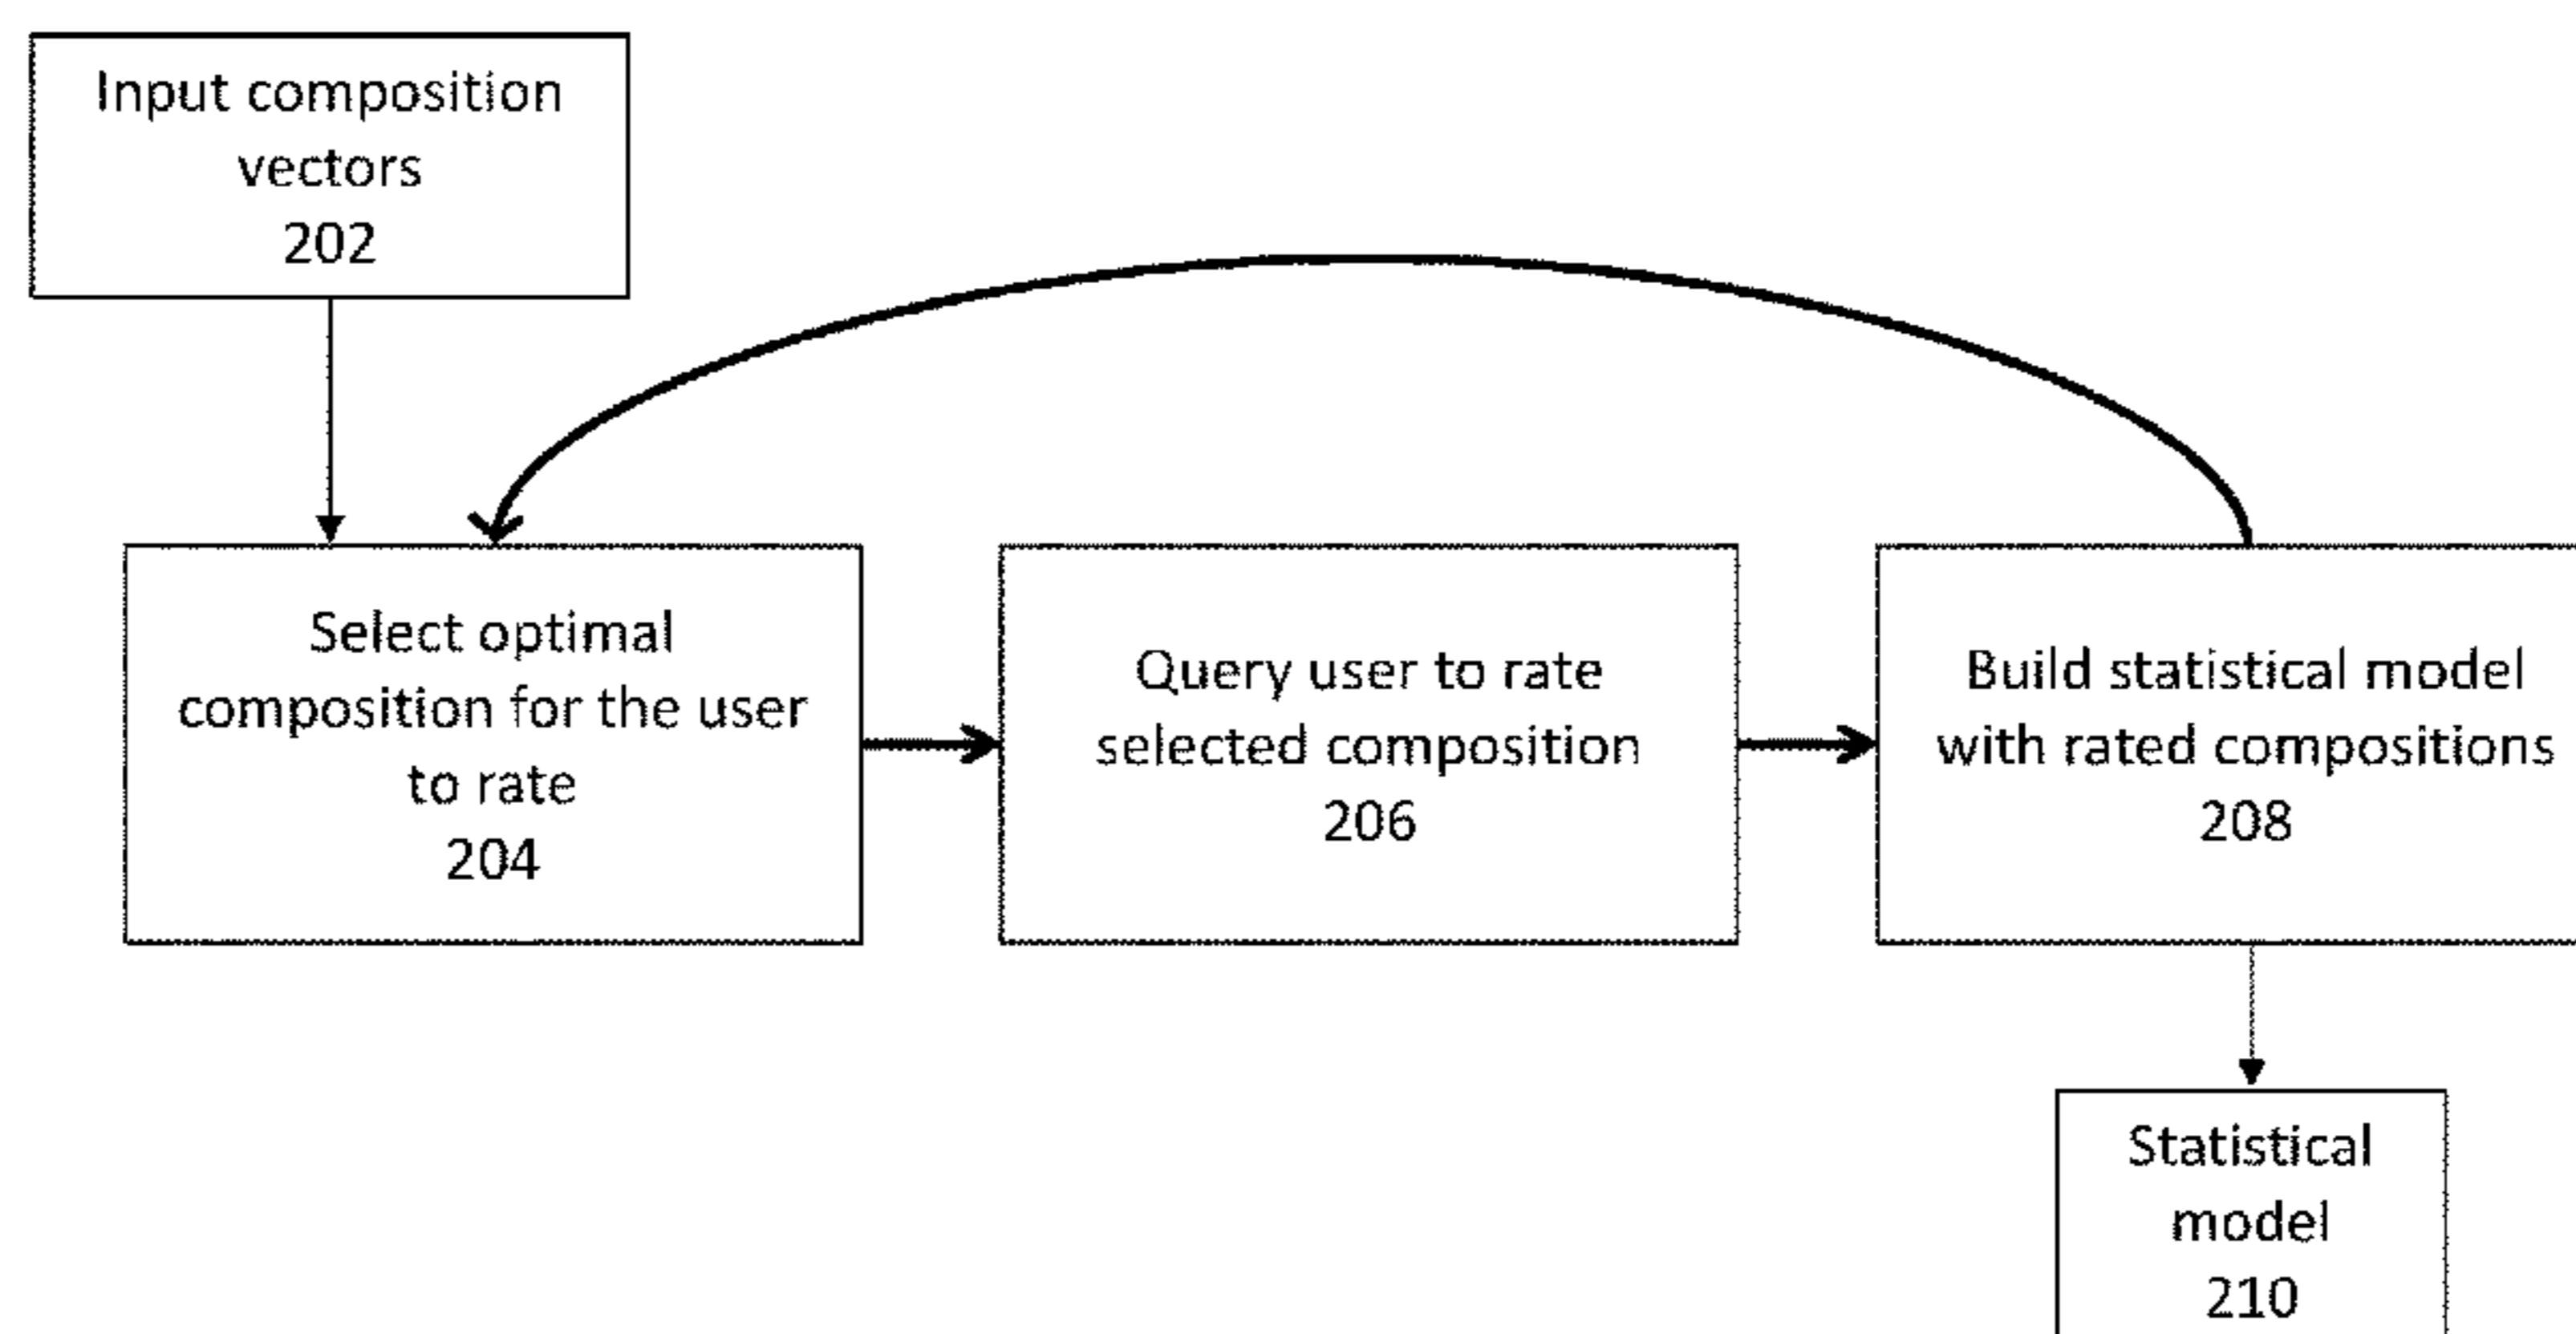 Input composition
vectors
202
Select optimal
composition for the user
to rate
204
Query user to rate
selected composition
206
Build statistical model
with rated compositions
208
Statistical
model
210